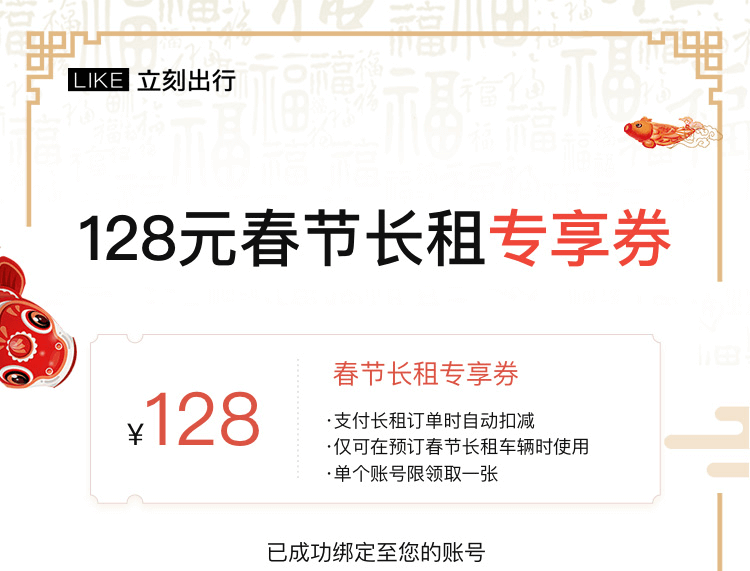 LIKE 立刻出行
128元春节长租专享券
春节长租专享券
¥128
·支付长租订单时自动扣减
·仅可在预订春节长租车辆时使用
·单个账号限领取一张
已成功绑定至您的账号